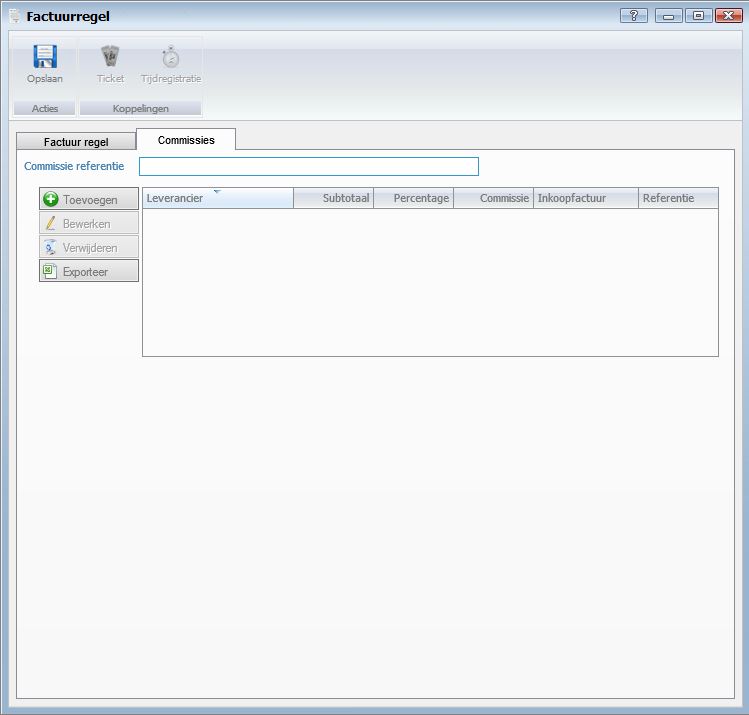 Factuurregel
?
Opslaan Ticket Tijdregistratie
Acties Koppelingen
Factuur regel Commissies
Commissie referentie
Toevoegen
Bewerken
Verwijderen
Exporteer
Leverancier Subtotaal Percentage Commissie Inkoopfactuur Referentie